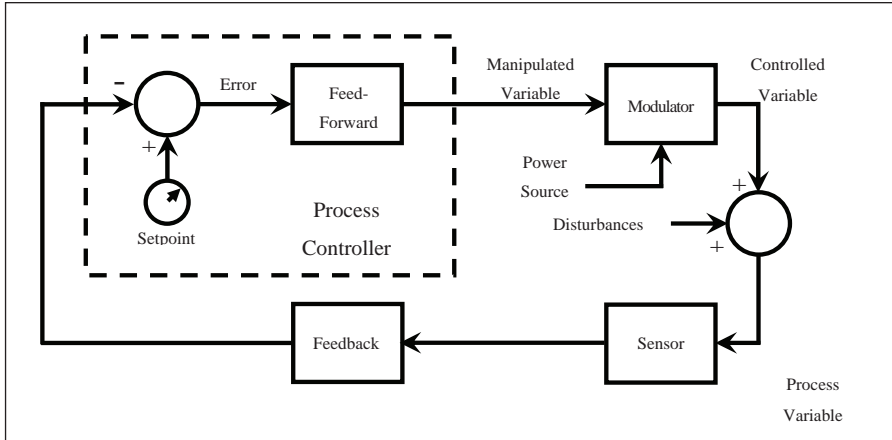 -
Error
Feed-
Forward
Manipulated
Variable
Modulator
Controlled
Variable
+
Setpoint
Process
Controller
Power
Source
Disturbances
+
+
Feedback
Sensor
Process
Variable